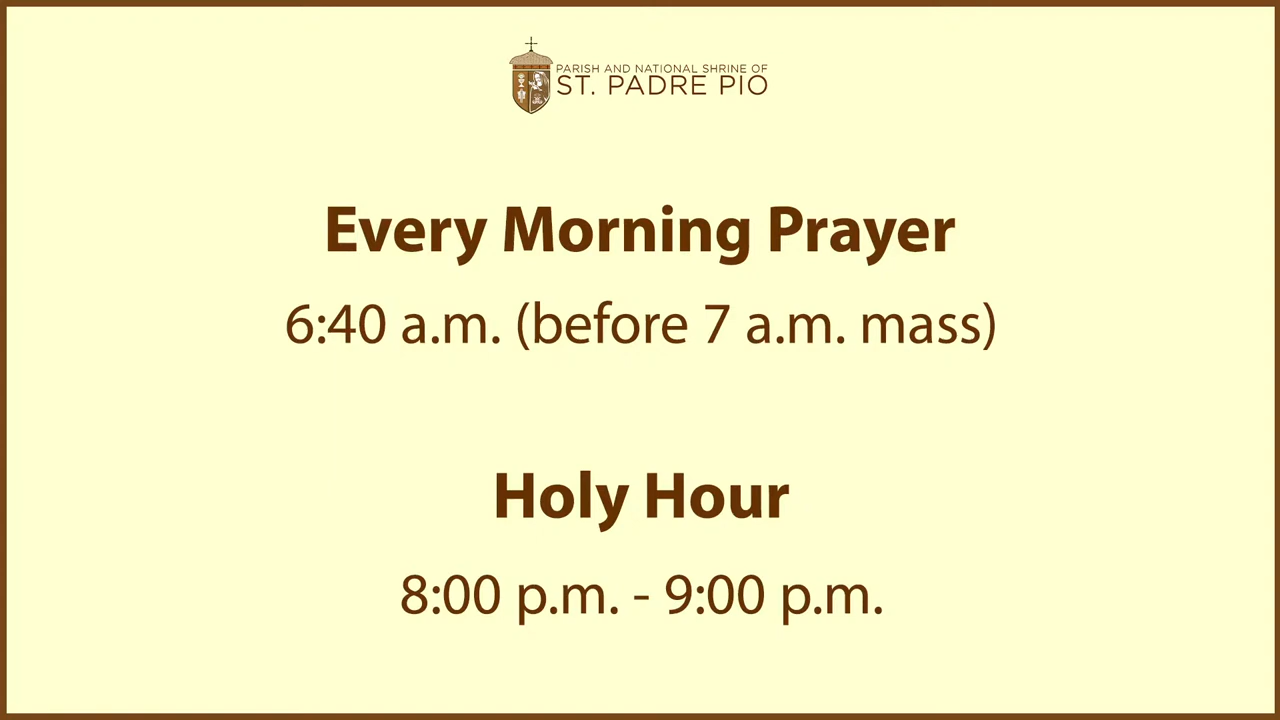 PARISH AND NATIONAL SHRINE OF
ST. PADRE PIO
Every Morning Prayer
6:40 a.m. (before 7 a.m. mass)
Holy Hour
8:00 p.m. - 9:00 p.m.